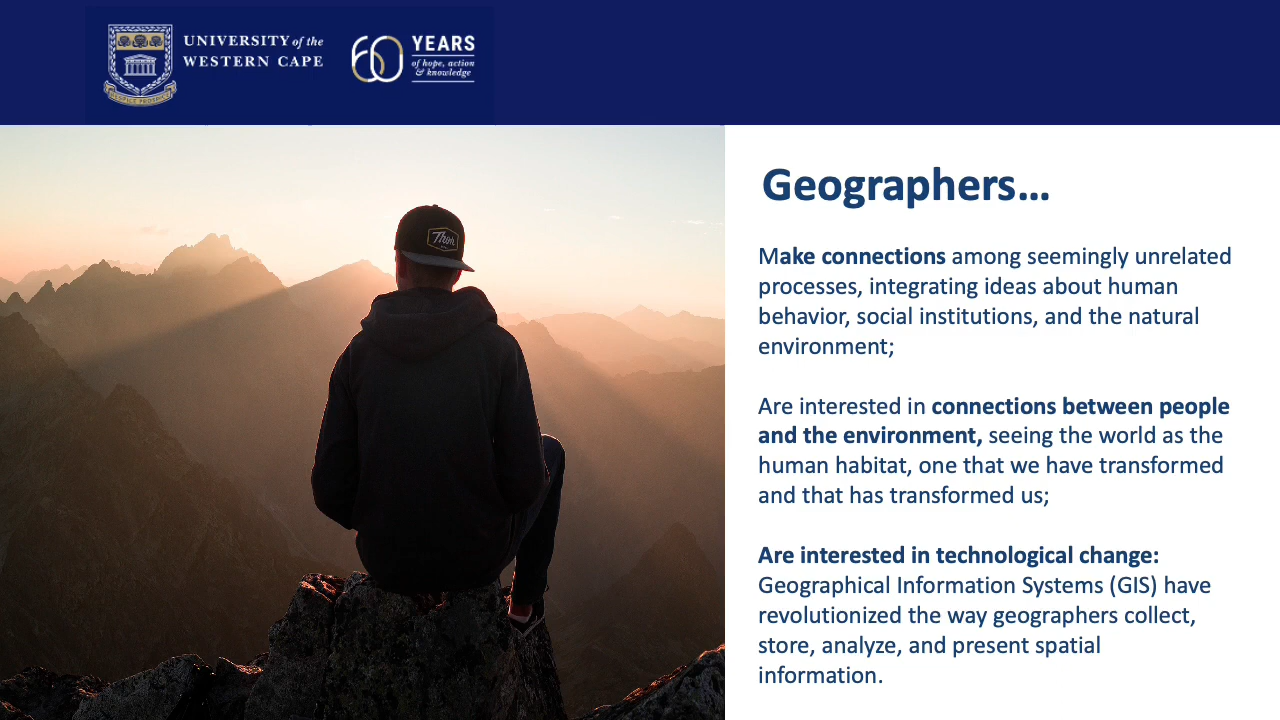 UNIVERSITY of the
WESTERN CAPE
60 YEARS
of hope, action
& knowledge
Geographers…
Make connections among seemingly unrelated
processes, integrating ideas about human
behavior, social institutions, and the natural
environment;
Are interested in connections between people
and the environment, seeing the world as the
human habitat, one that we have transformed
and that has transformed us;
Are interested in technological change:
Geographical Information Systems (GIS) have
revolutionized the way geographers collect,
store, analyze, and present spatial
information.